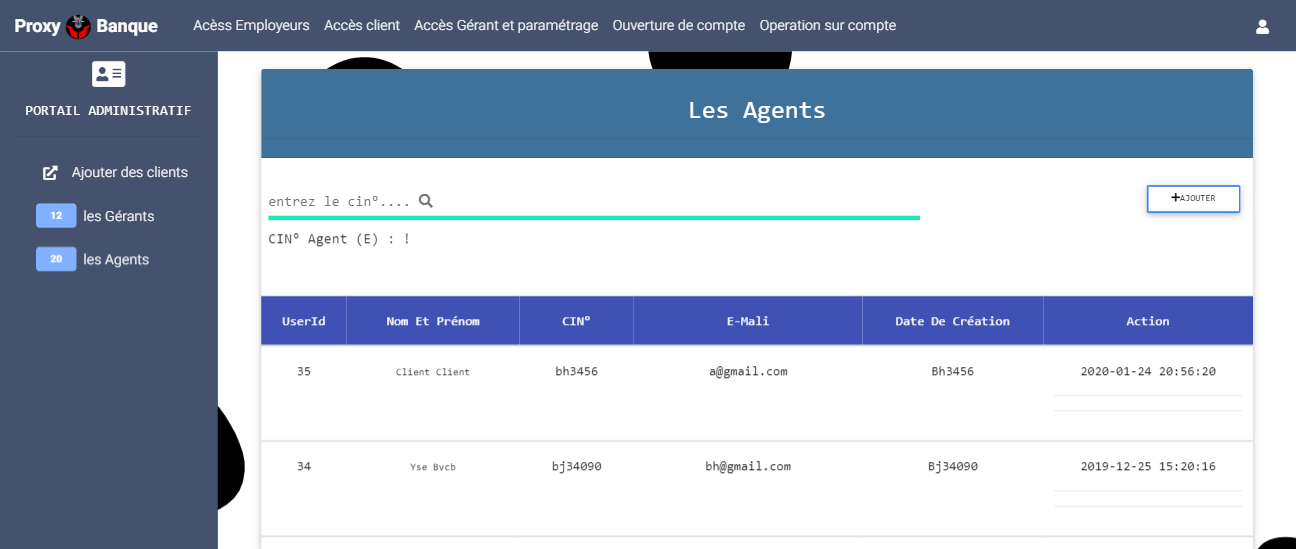 Proxy Banque Acèss Employeurs Accès client Accès Gérant et paramétrage Ouverture de compte Operation sur compte
PORTAIL ADMINISTRATIF
Ajouter des clients
12 les Gérants
20 les Agents
Les Agents
entrez le cinº....
AJOUTER
CINº Agent (E) : !
UserId Nom Et Prénom CINº E-Mali Date De Création Action
35 Client Client bh3456 a@gmail.com Bh3456 2020-01-24 20:56:20
34 Yse Bvcb bj34090 bh@gmail.com Bj34090 2019-12-25 15:20:16